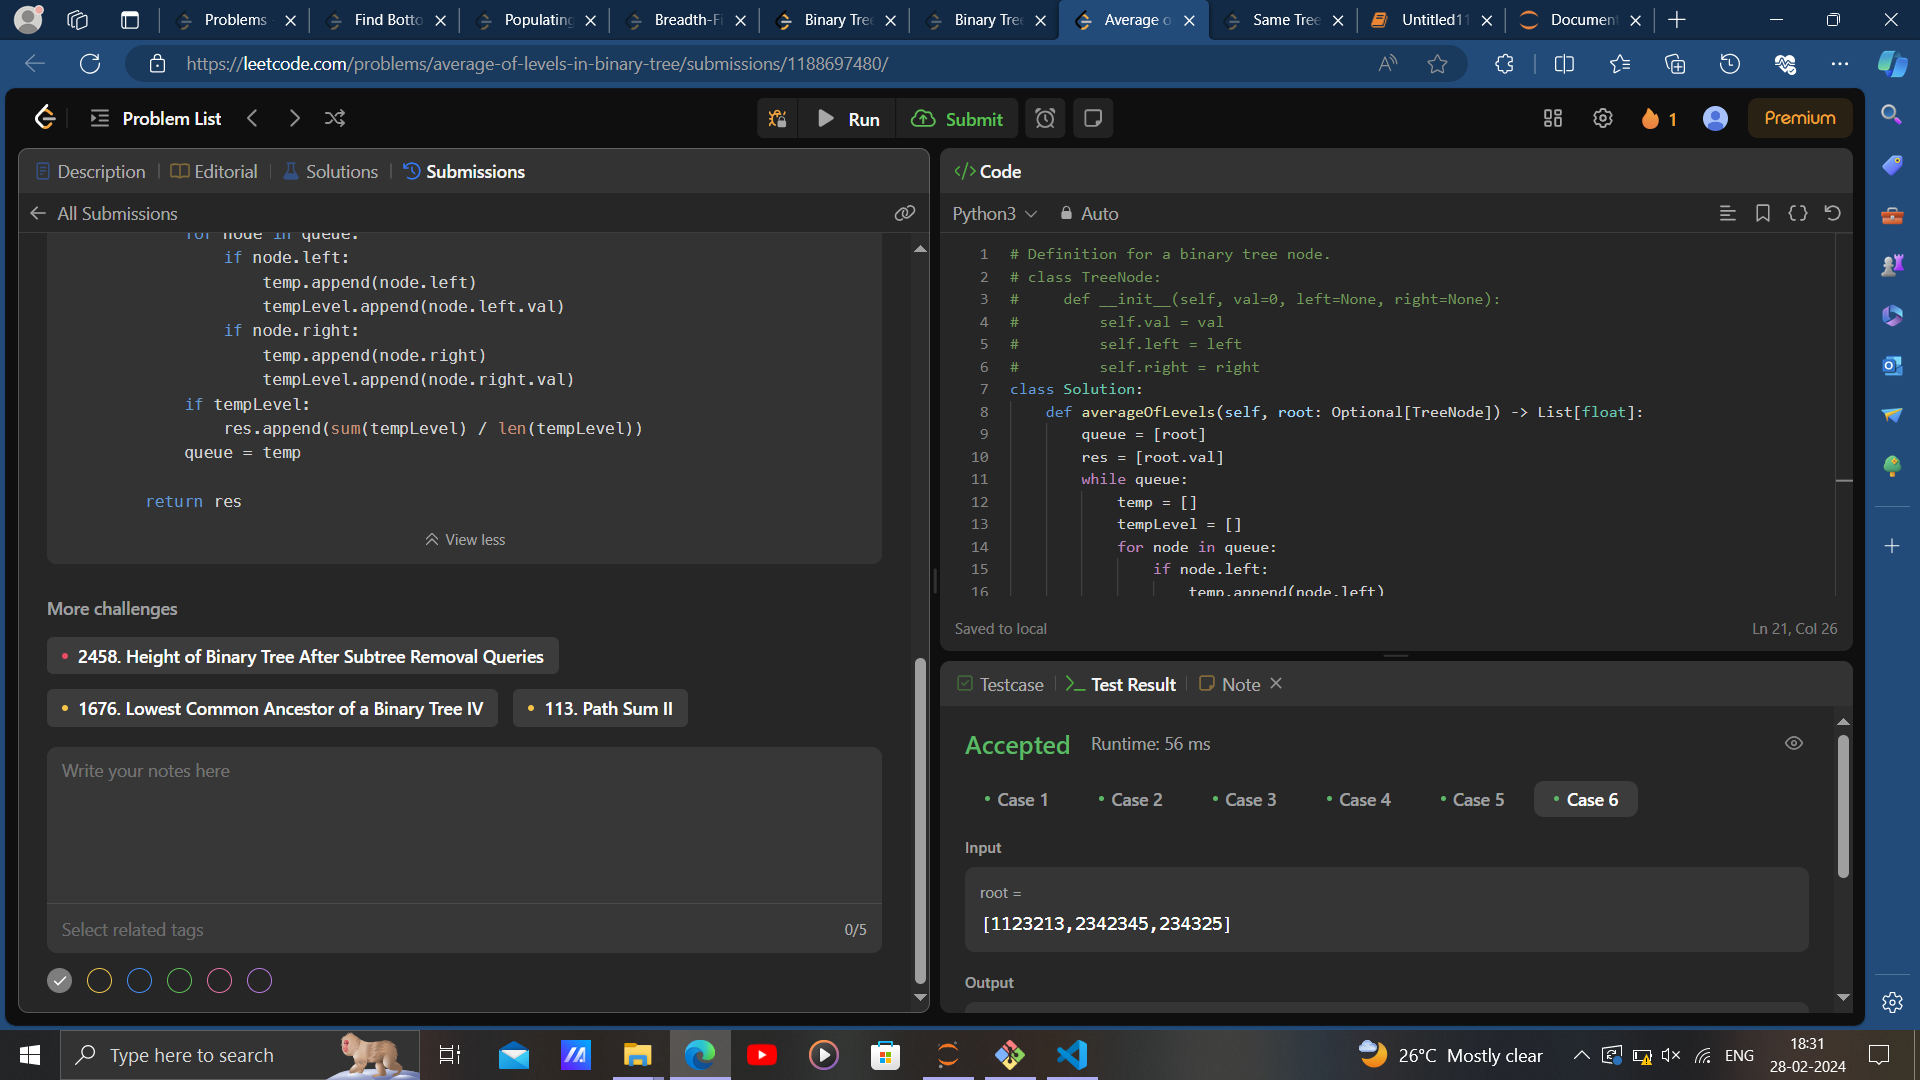 Problems
Find Botto
Populating
Breadth-Fi
Binary Tree
Binary Tree
Average o
Same Tree
Untitled11
Document
https://leetcode.com/problems/average-of-levels-in-binary-tree/submissions/1188697480/
Problem List
Run
Submit
1
Premium
Description
Editorial
Solutions
Submissions
All Submissions
for node in queue:
if node.left:
temp.append(node.left)
tempLevel.append(node.left.val)
if node.right:
temp.append(node.right)
tempLevel.append(node.right.val)
if tempLevel:
res.append(sum(tempLevel) / len(tempLevel))
queue = temp
return res
View less
More challenges
2458. Height of Binary Tree After Subtree Removal Queries
1676. Lowest Common Ancestor of a Binary Tree IV
113. Path Sum II
Write your notes here
Select related tags
0/5
</> Code
Python3
Auto
1 # Definition for a binary tree node.
2 # class TreeNode:
3 #     def __init__(self, val=0, left=None, right=None):
4 #         self.val = val
5 #         self.left = left
6 #         self.right = right
7 class Solution:
8     def averageOfLevels(self, root: Optional[TreeNode]) -> List[float]:
9         queue = [root]
10         res = [root.val]
11         while queue:
12             temp = []
13             tempLevel = []
14             for node in queue:
15                 if node.left:
16                     temp.append(node.left)
Saved to local
Ln 21, Col 26
Testcase
Test Result
Note
Accepted
Runtime: 56 ms
Case 1
Case 2
Case 3
Case 4
Case 5
Case 6
Input
root =
[1123213,2342345,234325]
Output
Type here to search
26°C Mostly clear
ENG
18:31
28-02-2024